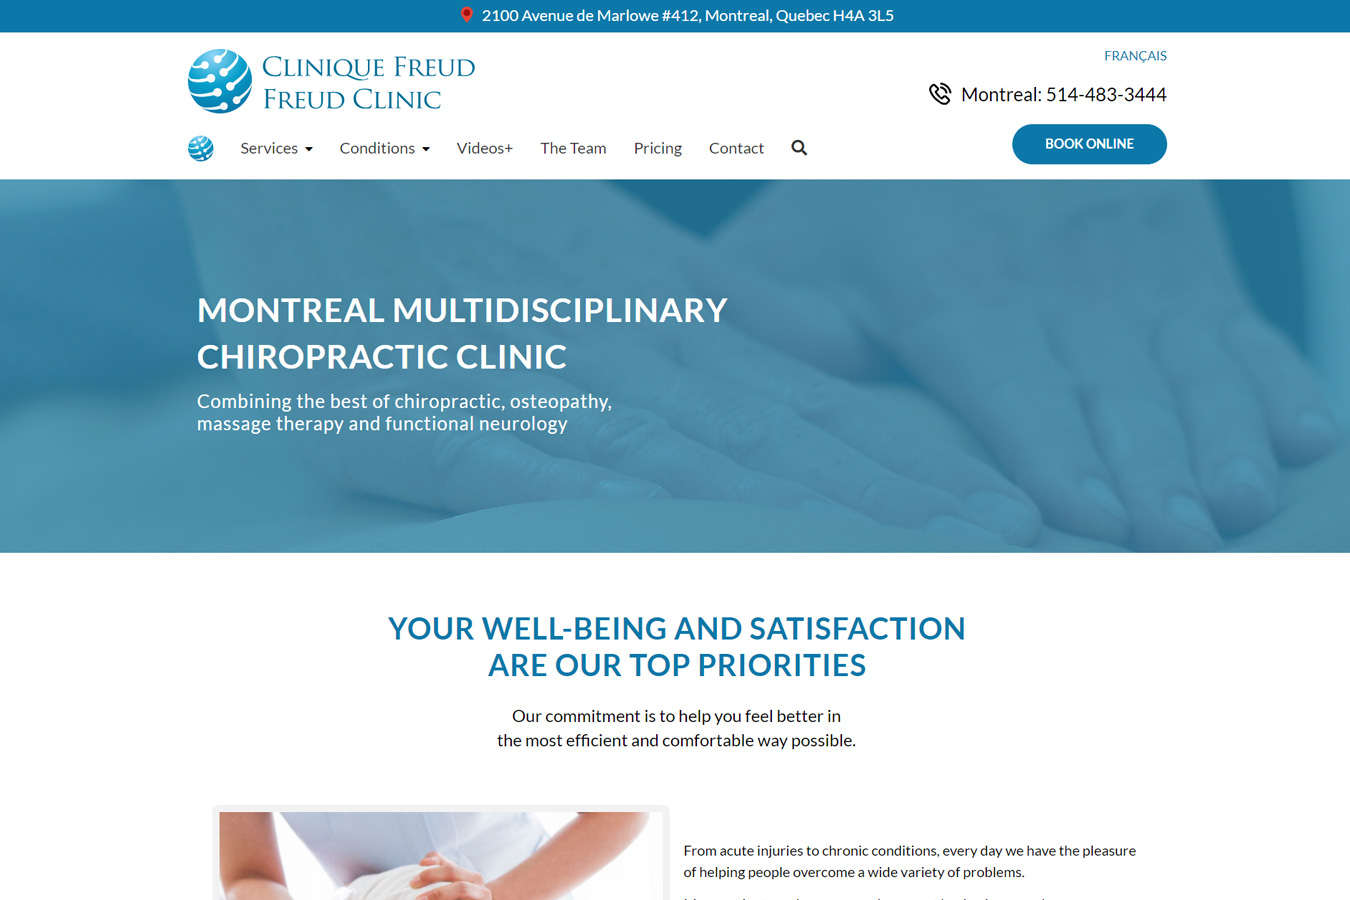 2100 Avenue de Marlowe #412, Montreal, Quebec H4A 3L5
CLINIQUE FREUD
FREUD CLINIC
FRANÇAIS
Montreal: 514-483-3444
Services
Conditions
Videos+
The Team
Pricing
Contact
BOOK ONLINE
MONTREAL MULTIDISCIPLINARY
CHIROPRACTIC CLINIC
Combining the best of chiropractic, osteopathy,
massage therapy and functional neurology
YOUR WELL-BEING AND SATISFACTION
ARE OUR TOP PRIORITIES
Our commitment is to help you feel better in
the most efficient and comfortable way possible.
From acute injuries to chronic conditions, every day we have the pleasure
of helping people overcome a wide variety of problems.